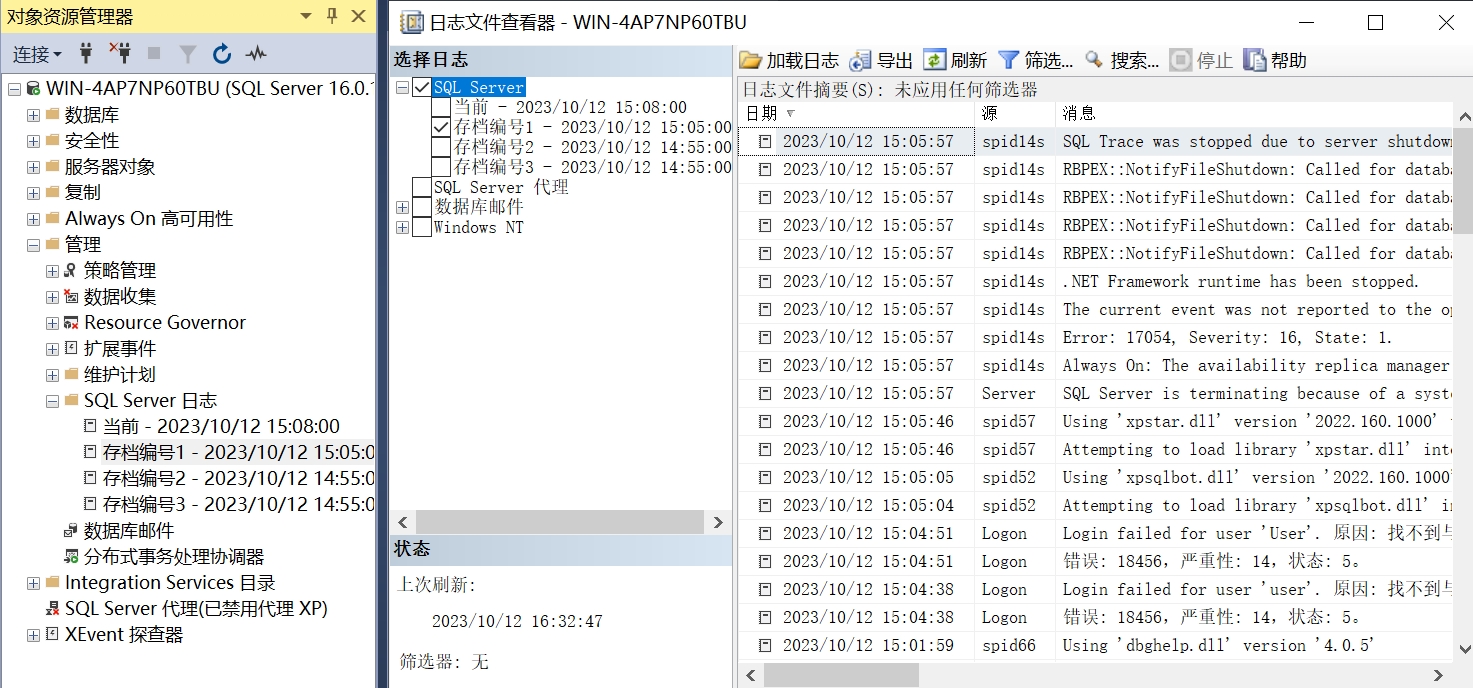 对象资源管理器
连接
WIN-4AP7NP60TBU (SQL Server 16.0.1
数据库
安全性
服务器对象
复制
Always On 高可用性
管理
策略管理
数据收集
Resource Governor
扩展事件
维护计划
SQL Server 日志
当前 - 2023/10/12 15:08:00
存档编号1 - 2023/10/12 15:05:0
存档编号2 - 2023/10/12 14:55:0
存档编号3 - 2023/10/12 14:55:0
数据库邮件
分布式事务处理协调器
Integration Services 目录
SQL Server 代理(已禁用代理 XP)
XEvent 探查器
日志文件查看器 - WIN-4AP7NP60TBU
选择日志
SQL Server
当前 - 2023/10/12 15:08:00
存档编号1 - 2023/10/12 15:05:00
存档编号2 - 2023/10/12 14:55:00
存档编号3 - 2023/10/12 14:55:00
SQL Server 代理
数据库邮件
Windows NT
状态
上次刷新:
2023/10/12 16:32:47
筛选器: 无
加载日志 导出 刷新 筛选... 搜索... 停止 帮助
日志文件摘要(S): 未应用任何筛选器
日期 源 消息
2023/10/12 15:05:57 spid14s SQL Trace was stopped due to server shutdow
2023/10/12 15:05:57 spid14s RBPEX::NotifyFileShutdown: Called for datab
2023/10/12 15:05:57 spid14s RBPEX::NotifyFileShutdown: Called for datab
2023/10/12 15:05:57 spid14s RBPEX::NotifyFileShutdown: Called for datab
2023/10/12 15:05:57 spid14s RBPEX::NotifyFileShutdown: Called for datab
2023/10/12 15:05:57 spid14s .NET Framework runtime has been stopped.
2023/10/12 15:05:57 spid14s The current event was not reported to the o
2023/10/12 15:05:57 spid14s Error: 17054, Severity: 16, State: 1.
2023/10/12 15:05:57 spid14s Always On: The availability replica manager
2023/10/12 15:05:57 Server SQL Server is terminating because of a syst
2023/10/12 15:05:46 spid57 Using 'xpstar.dll' version '2022.160.1000'
2023/10/12 15:05:46 spid57 Attempting to load library 'xpstar.dll' int
2023/10/12 15:05:05 spid52 Using 'xpsqlbot.dll' version '2022.160.1000'
2023/10/12 15:05:04 spid52 Attempting to load library 'xpsqlbot.dll' i
2023/10/12 15:04:51 Logon Login failed for user 'User'. 原因: 找不到与
2023/10/12 15:04:51 Logon 错误: 18456，严重性: 14，状态: 5。
2023/10/12 15:04:38 Logon Login failed for user 'user'. 原因: 找不到与
2023/10/12 15:04:38 Logon 错误: 18456，严重性: 14，状态: 5。
2023/10/12 15:01:59 spid66 Using 'dbghelp.dll' version '4.0.5'